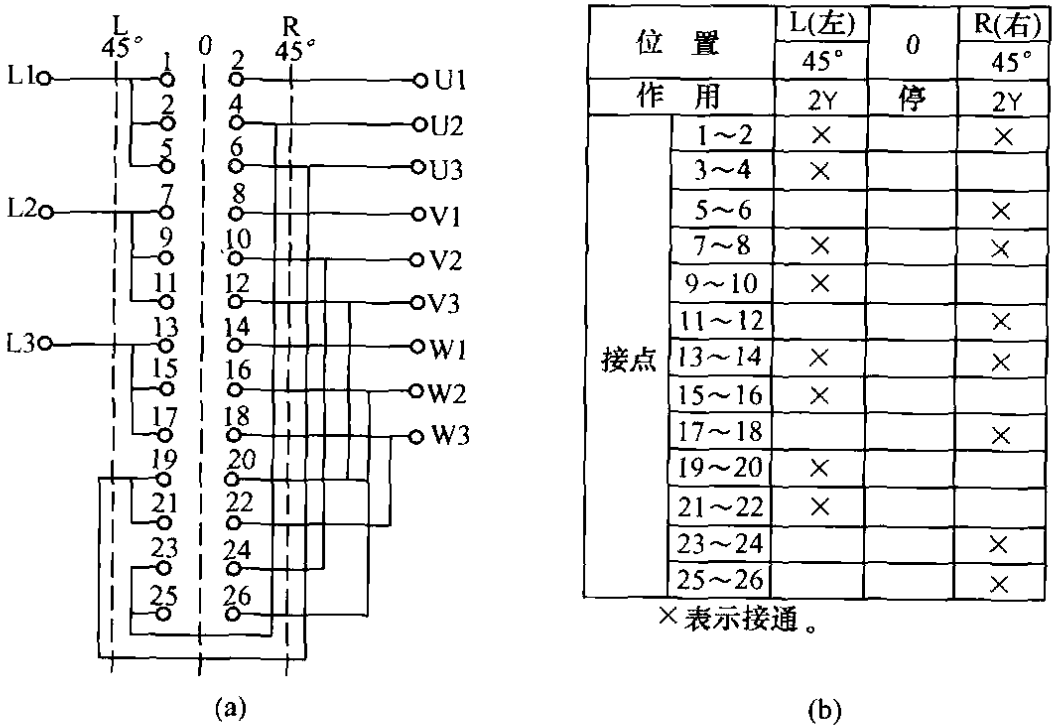 L 0 R
45° 45°
L1 1 2 U1
2 4 U2
5 6 U3
L2 7 8 V1
9 10 V2
11 12 V3
L3 13 14 W1
15 16 W2
17 18 W3
19 20
21 22
23 24
25 26
(a)
位 置 L(左) 0 R(右)
45° 45°
作 用 2Y 停 2Y
接点
1～2 × ×
3～4 ×
5～6 ×
7～8 × ×
9～10 ×
11～12 ×
13～14 × ×
15～16 ×
17～18 ×
19～20 ×
21～22 ×
23～24 ×
25～26 ×
×表示接通。
(b)